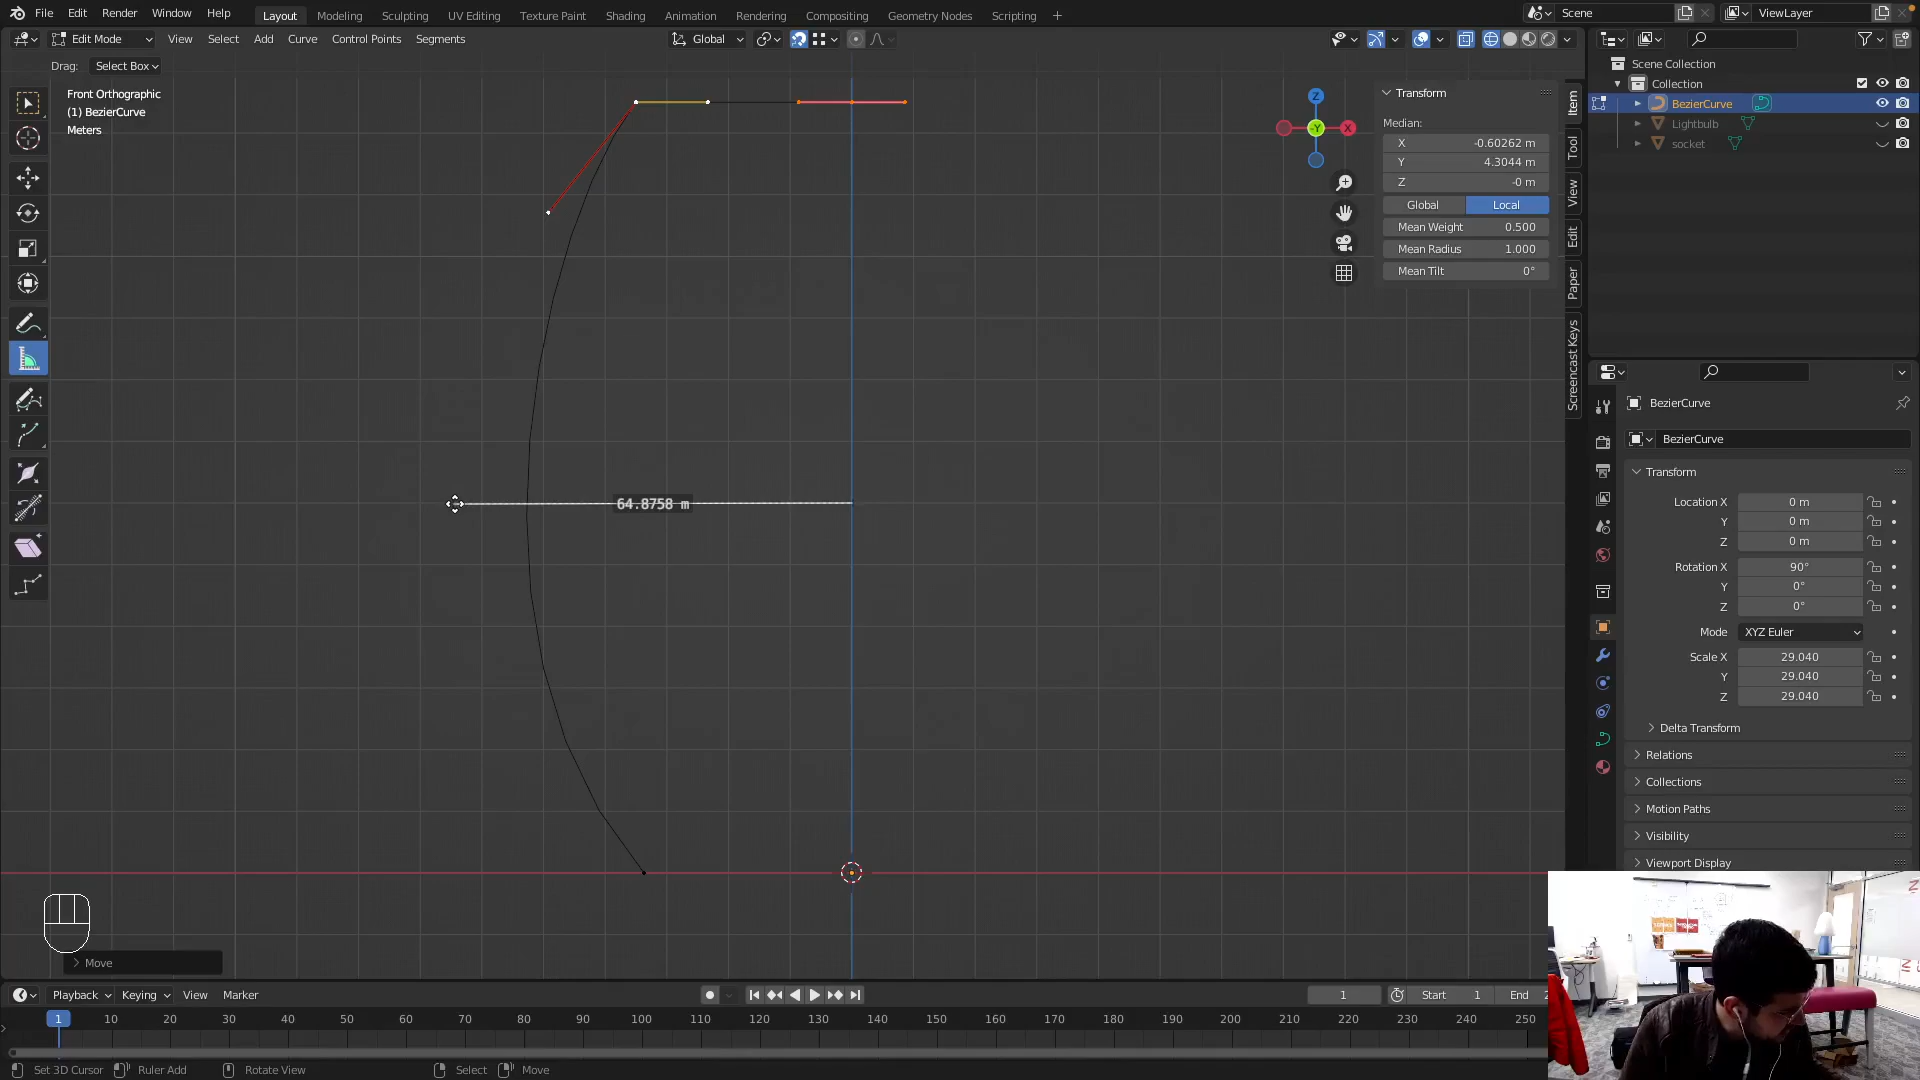 File Edit Render Window Help
Layout Modeling Sculpting UV Editing Texture Paint Shading Animation Rendering Compositing Geometry Nodes Scripting +
Scene
ViewLayer
Edit Mode View Select Add Curve Control Points Segments
Global
Drag: Select Box
Front Orthographic
(1) BezierCurve
Meters
64.8758 m
Z
X
-Y
Transform
Median:
X -0.60262 m
Y 4.3044 m
Z -0 m
Global Local
Mean Weight 0.500
Mean Radius 1.000
Mean Tilt 0°
Item
Tool
View
Edit
Paper
Screencast Keys
Scene Collection
Collection
BezierCurve
Lightbulb
socket
BezierCurve
BezierCurve
Transform
Location X 0 m
Y 0 m
Z 0 m
Rotation X 90°
Y 0°
Z 0°
Mode XYZ Euler
Scale X 29.040
Y 29.040
Z 29.040
Delta Transform
Relations
Collections
Motion Paths
Visibility
Viewport Display
Move
Playback Keying View Marker
1 Start 1 End 2
1 10 20 30 40 50 60 70 80 90 100 110 120 130 140 150 160 170 180 190 200 210 220 230 240 250
Set 3D Cursor Ruler Add Rotate View Select Move